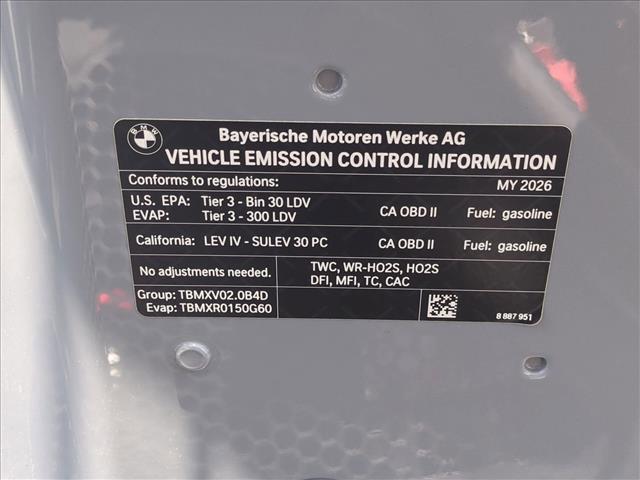 BMW
Bayerische Motoren Werke AG
VEHICLE EMISSION CONTROL INFORMATION
Conforms to regulations: MY 2026
U.S. EPA: Tier 3 - Bin 30 LDV
EVAP: Tier 3 - 300 LDV CA OBD II Fuel: gasoline
California: LEV IV - SULEV 30 PC CA OBD II Fuel: gasoline
No adjustments needed. TWC, WR-HO2S, HO2S
DFI, MFI, TC, CAC
Group: TBMXV02.0B4D
Evap: TBMXR0150G60
8 887 951